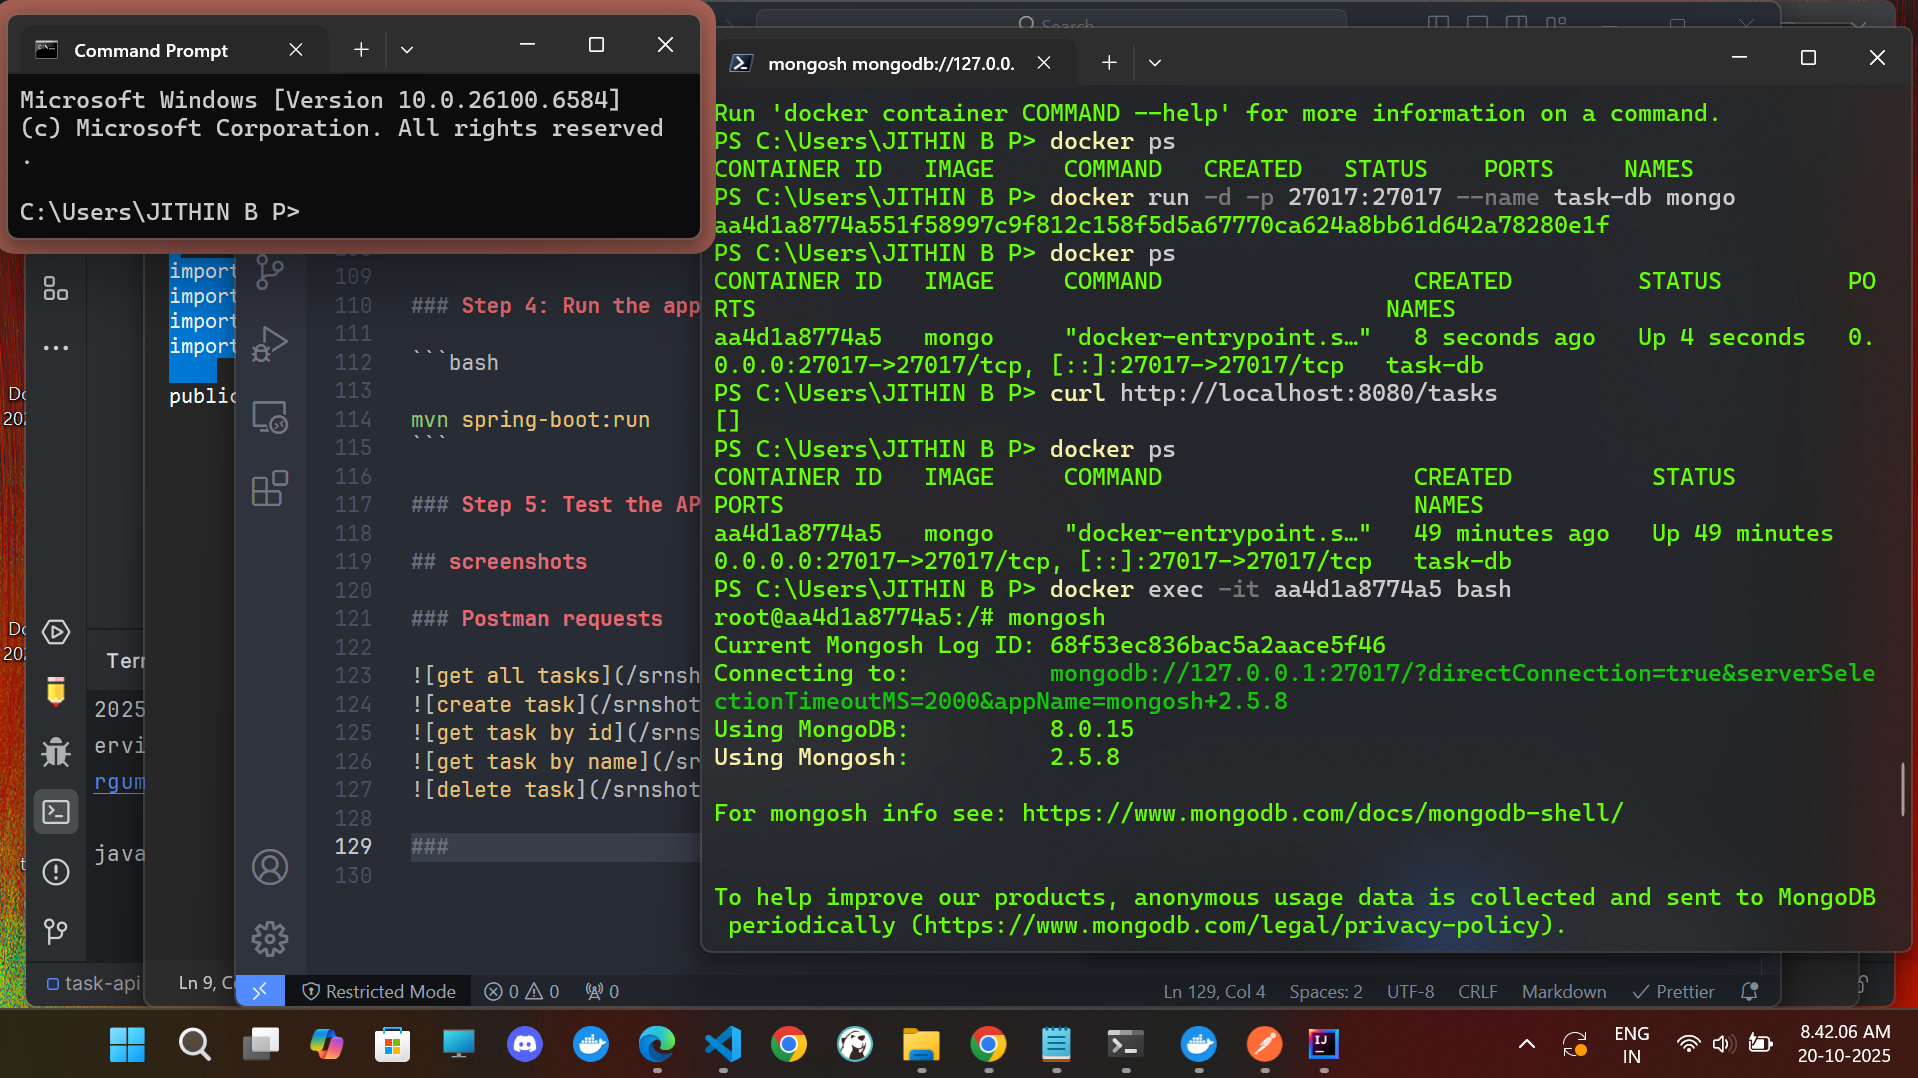 Command Prompt
Microsoft Windows [Version 10.0.26100.6584]
(c) Microsoft Corporation. All rights reserved
.
C:\Users\JITHIN B P>
Search
mongosh mongodb://127.0.0.
Run 'docker container COMMAND --help' for more information on a command.
PS C:\Users\JITHIN B P> docker ps
CONTAINER ID   IMAGE     COMMAND   CREATED   STATUS    PORTS     NAMES
PS C:\Users\JITHIN B P> docker run -d -p 27017:27017 --name task-db mongo
aa4d1a8774a551f58997c9f812c158f5d5a67770ca624a8bb61d642a78280e1f
PS C:\Users\JITHIN B P> docker ps
CONTAINER ID   IMAGE     COMMAND                  CREATED         STATUS         PO
RTS                                             NAMES
aa4d1a8774a5   mongo     "docker-entrypoint.s…"   8 seconds ago   Up 4 seconds   0.
0.0.0:27017->27017/tcp, [::]:27017->27017/tcp   task-db
PS C:\Users\JITHIN B P> curl http://localhost:8080/tasks
[]
PS C:\Users\JITHIN B P> docker ps
CONTAINER ID   IMAGE     COMMAND                  CREATED          STATUS
PORTS                                             NAMES
aa4d1a8774a5   mongo     "docker-entrypoint.s…"   49 minutes ago   Up 49 minutes
0.0.0.0:27017->27017/tcp, [::]:27017->27017/tcp   task-db
PS C:\Users\JITHIN B P> docker exec -it aa4d1a8774a5 bash
root@aa4d1a8774a5:/# mongosh
Current Mongosh Log ID: 68f53ec836bac5a2aace5f46
Connecting to:          mongodb://127.0.0.1:27017/?directConnection=true&serverSele
ctionTimeoutMS=2000&appName=mongosh+2.5.8
Using MongoDB:          8.0.15
Using Mongosh:          2.5.8
For mongosh info see: https://www.mongodb.com/docs/mongodb-shell/
To help improve our products, anonymous usage data is collected and sent to MongoDB
periodically (https://www.mongodb.com/legal/privacy-policy).
import
import
import
import
public
109
110 ### Step 4: Run the app
111
112 ```bash
113
114 mvn spring-boot:run
115 ```
116
117 ### Step 5: Test the AP
118
119 ## screenshots
120
121 ### Postman requests
122
123 ![get all tasks](/srnsh
124 ![create task](/srnshot
125 ![get task by id](/srns
126 ![get task by name](/sr
127 ![delete task](/srnshot
128
129 ###
130
Do
202
Do
202
t
Ter
2025
ervi
rgum
java
task-api
Ln 9, C
Restricted Mode
0
0
0
Ln 129, Col 4
Spaces: 2
UTF-8
CRLF
Markdown
Prettier
ENG
IN
8.42.06 AM
20-10-2025